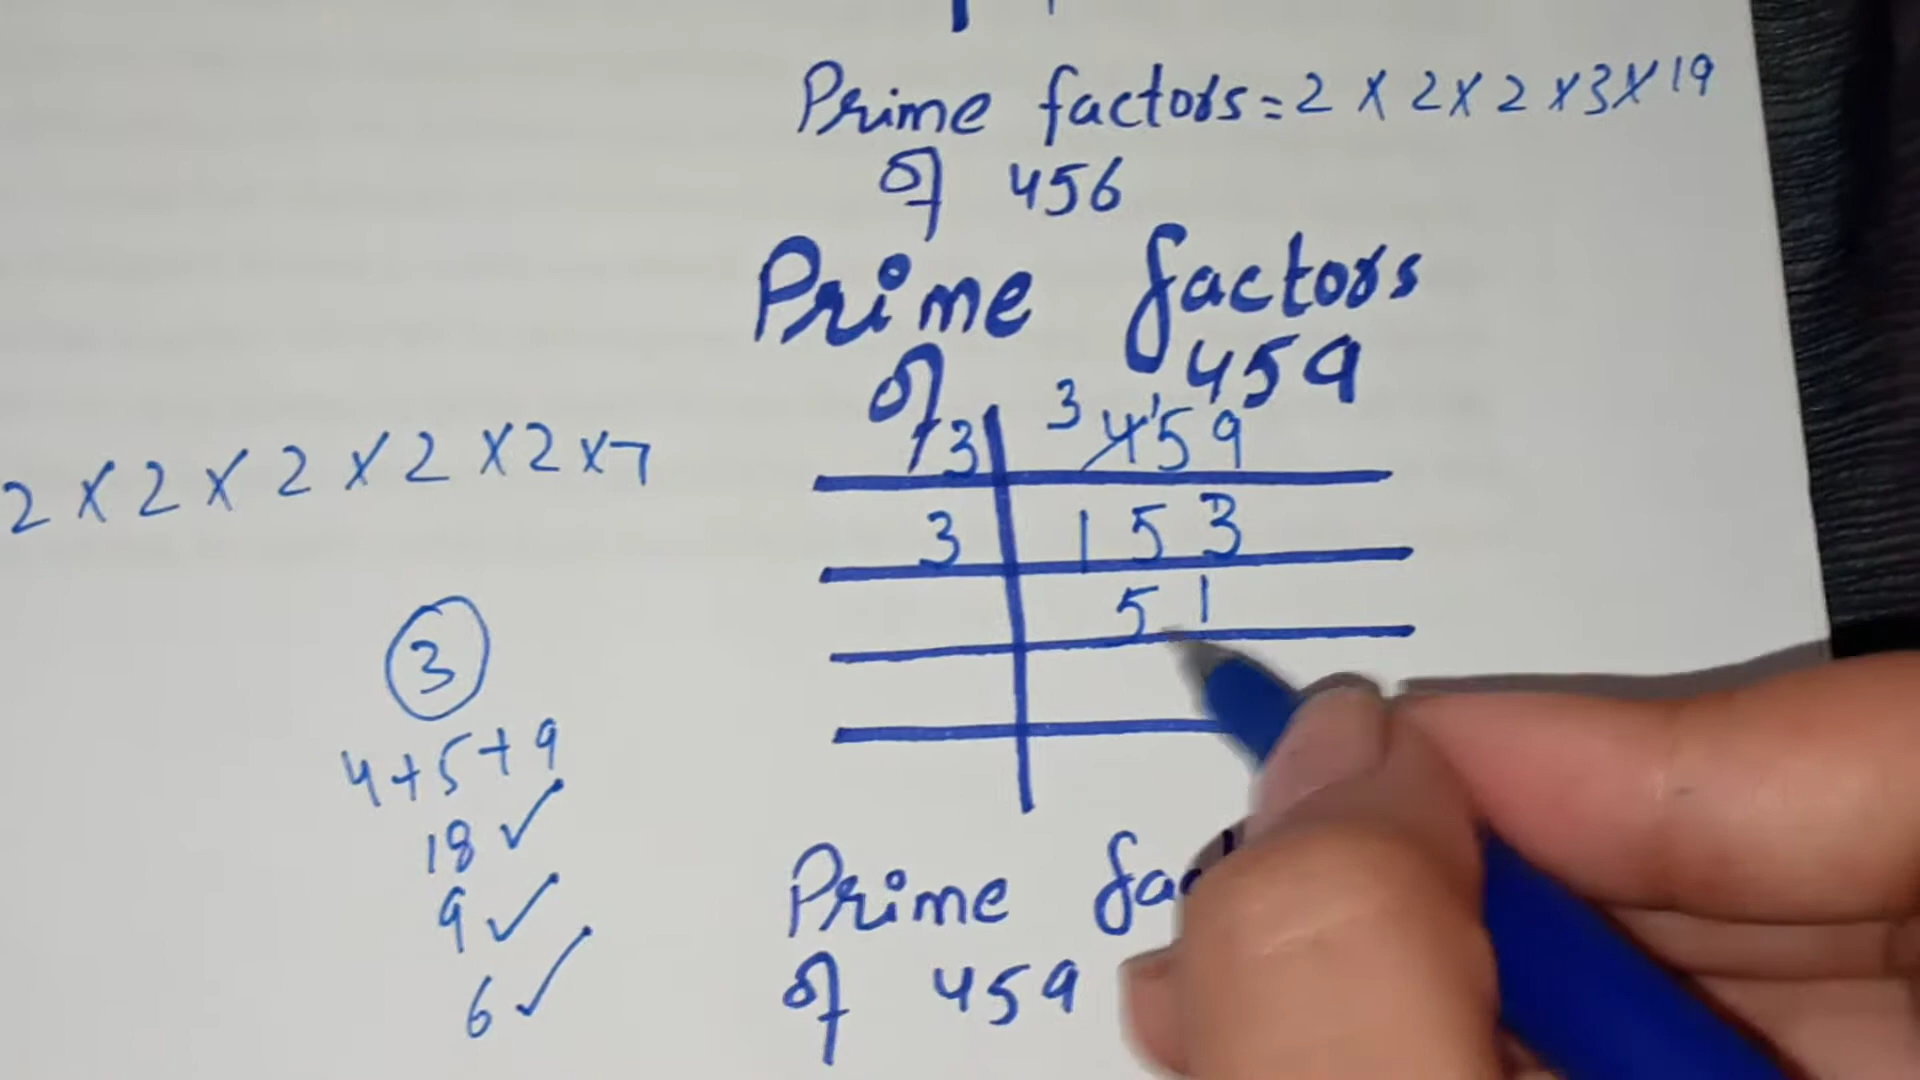 Prime factors = 2 x 2 x 2 x 3 x 19
of 456
Prime factors
of 459
3 3 4 1 5 9
3 1 5 3
5 1
2 x 2 x 2 x 2 x 2 x 7
3
4+5+9
18 ✓
9 ✓
6 ✓
Prime
of 459